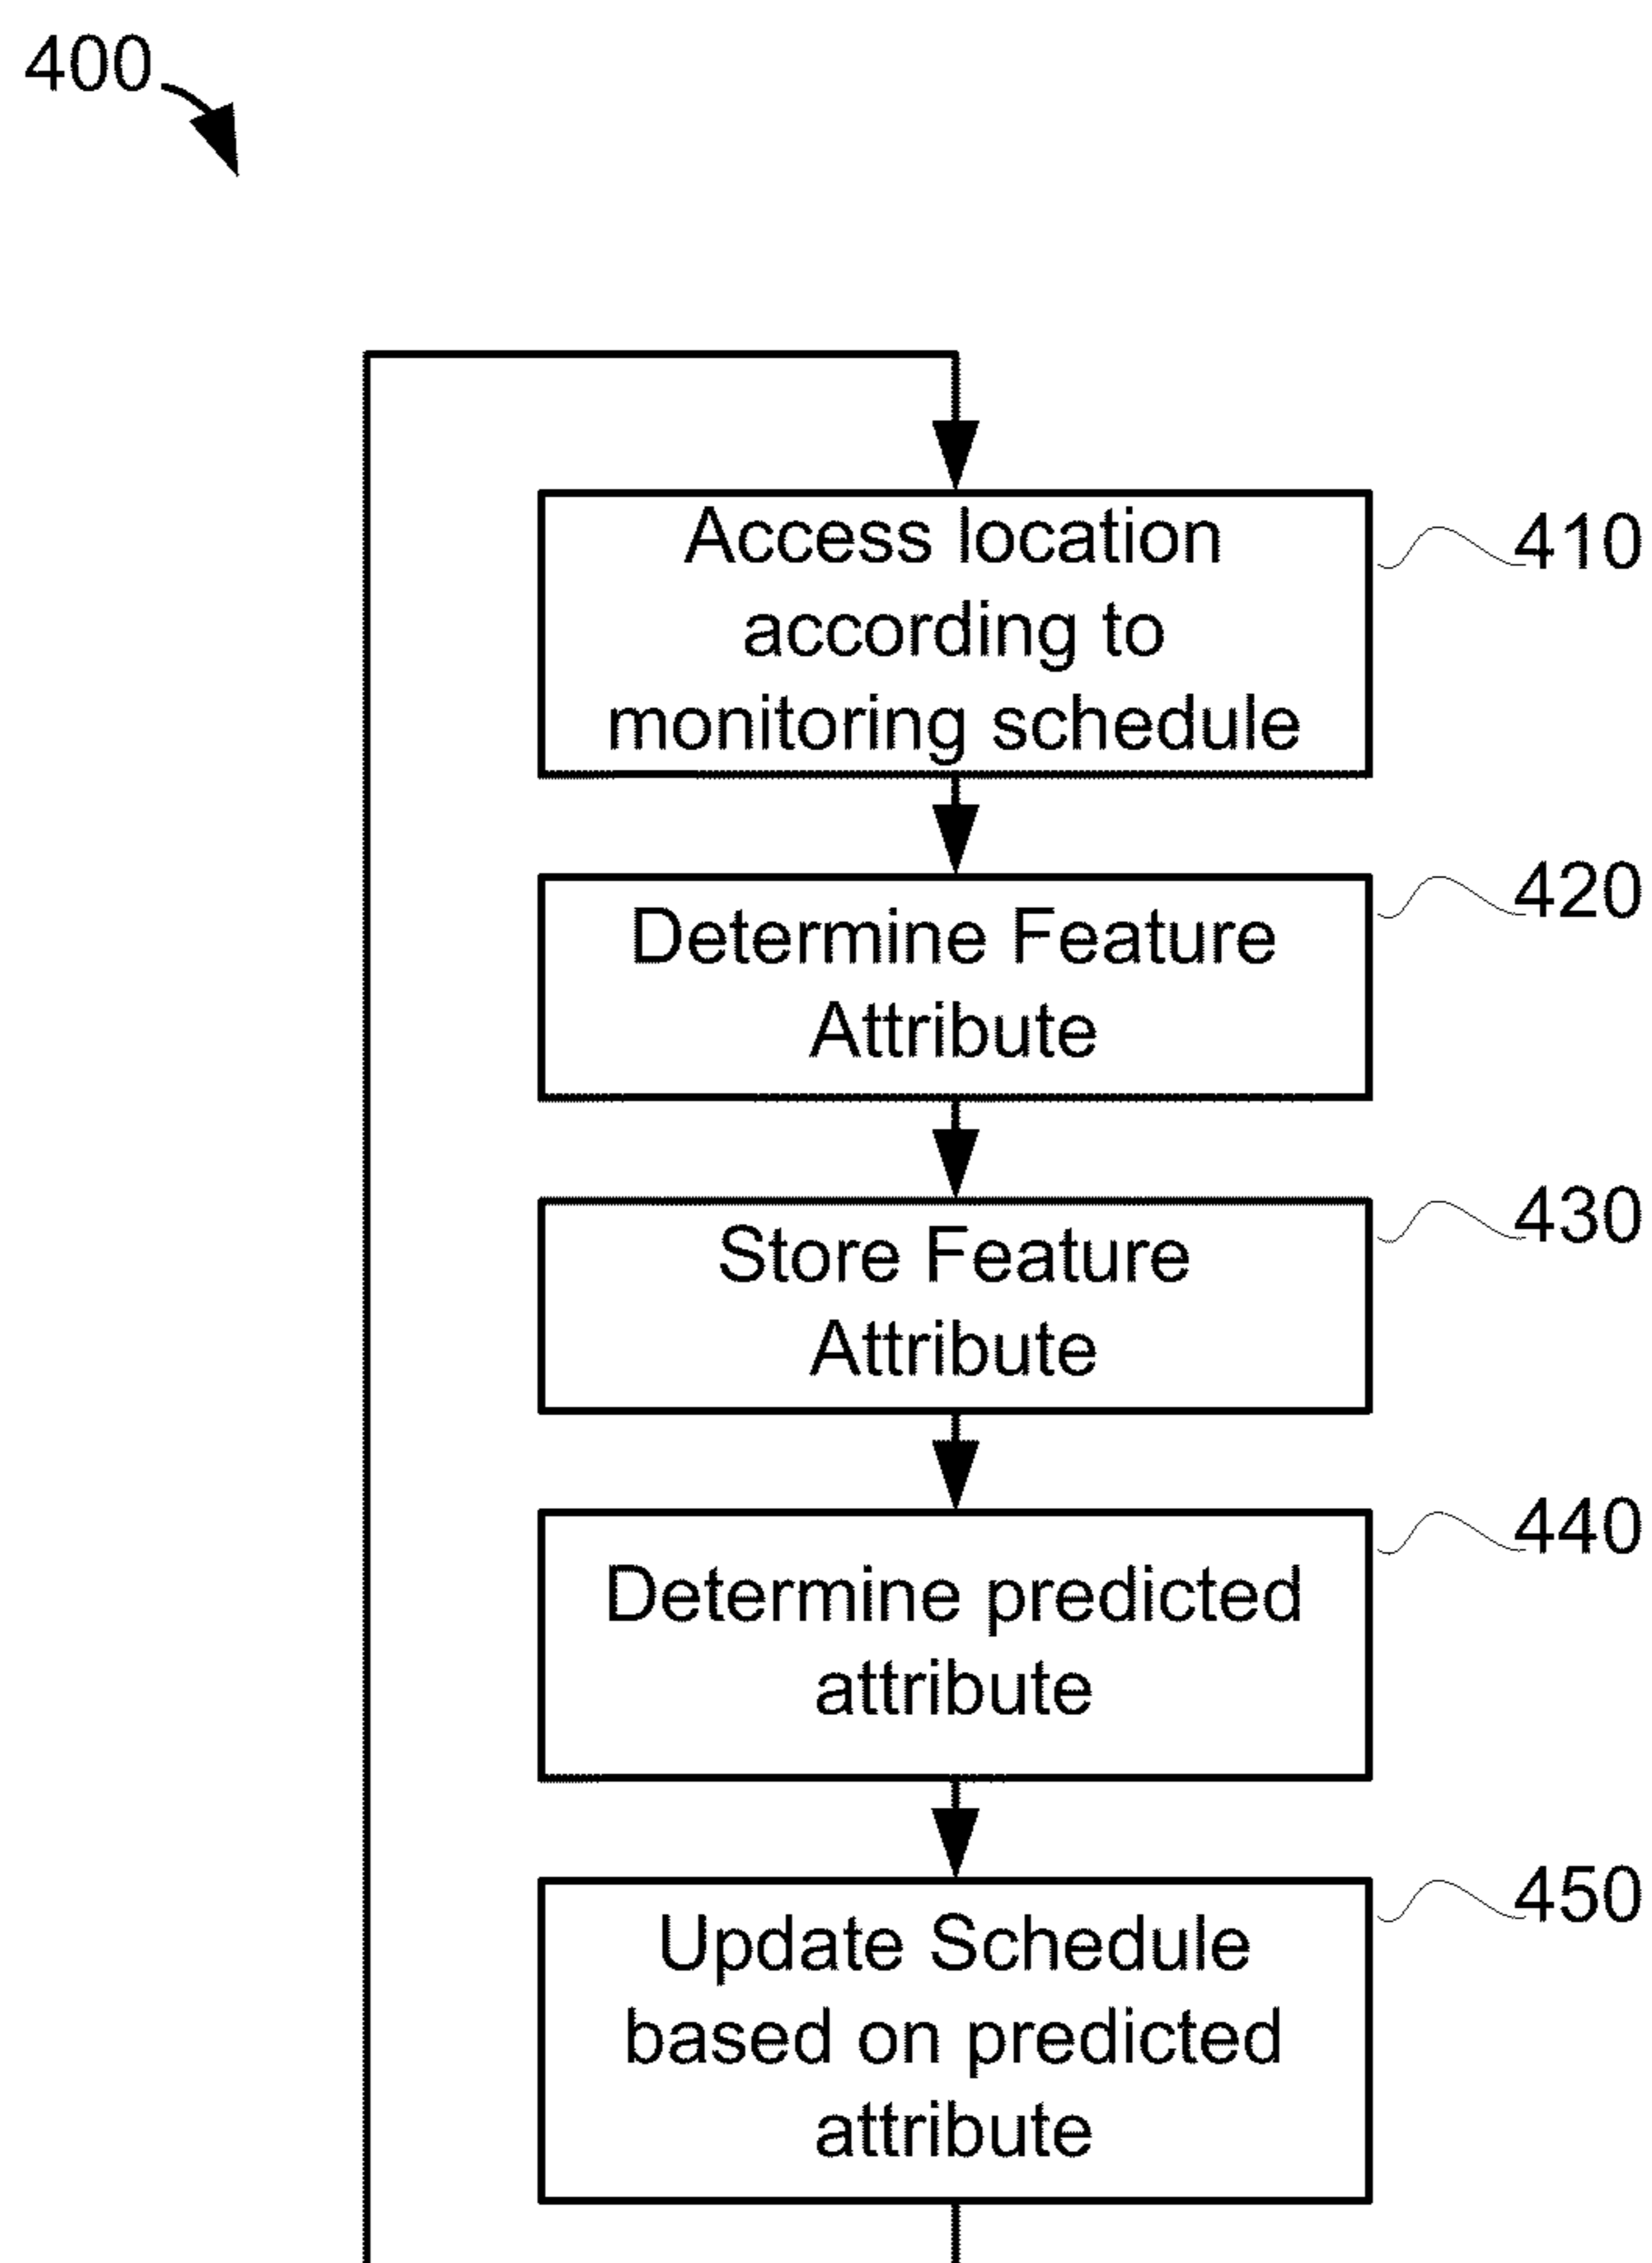 400
Access location
according to
monitoring schedule
410
Determine Feature
Attribute
420
Store Feature
Attribute
430
Determine predicted
attribute
440
Update Schedule
based on predicted
attribute
450